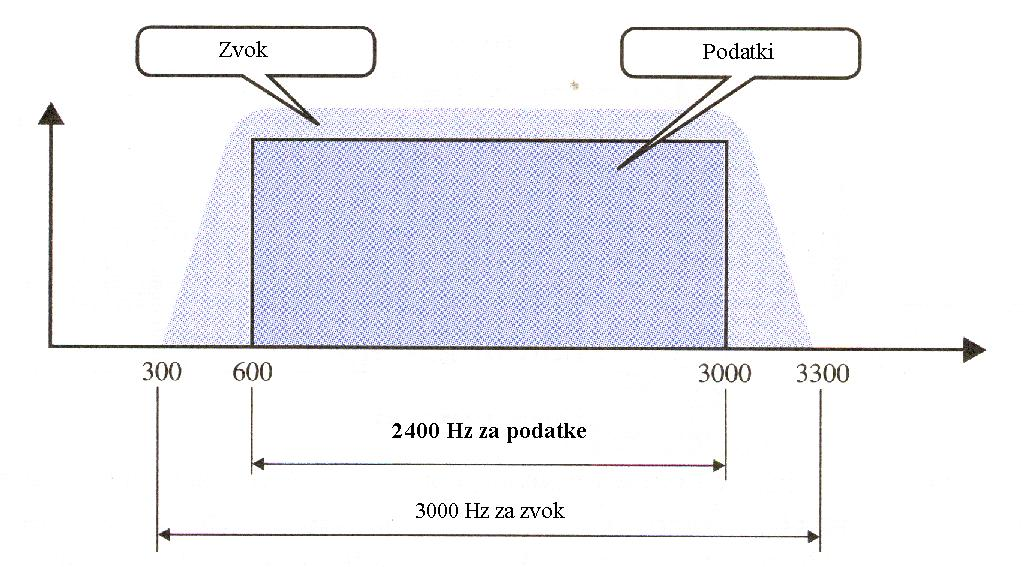 Zvok
Podatki
300
600
3000
3300
2400 Hz za podatke
3000 Hz za zvok